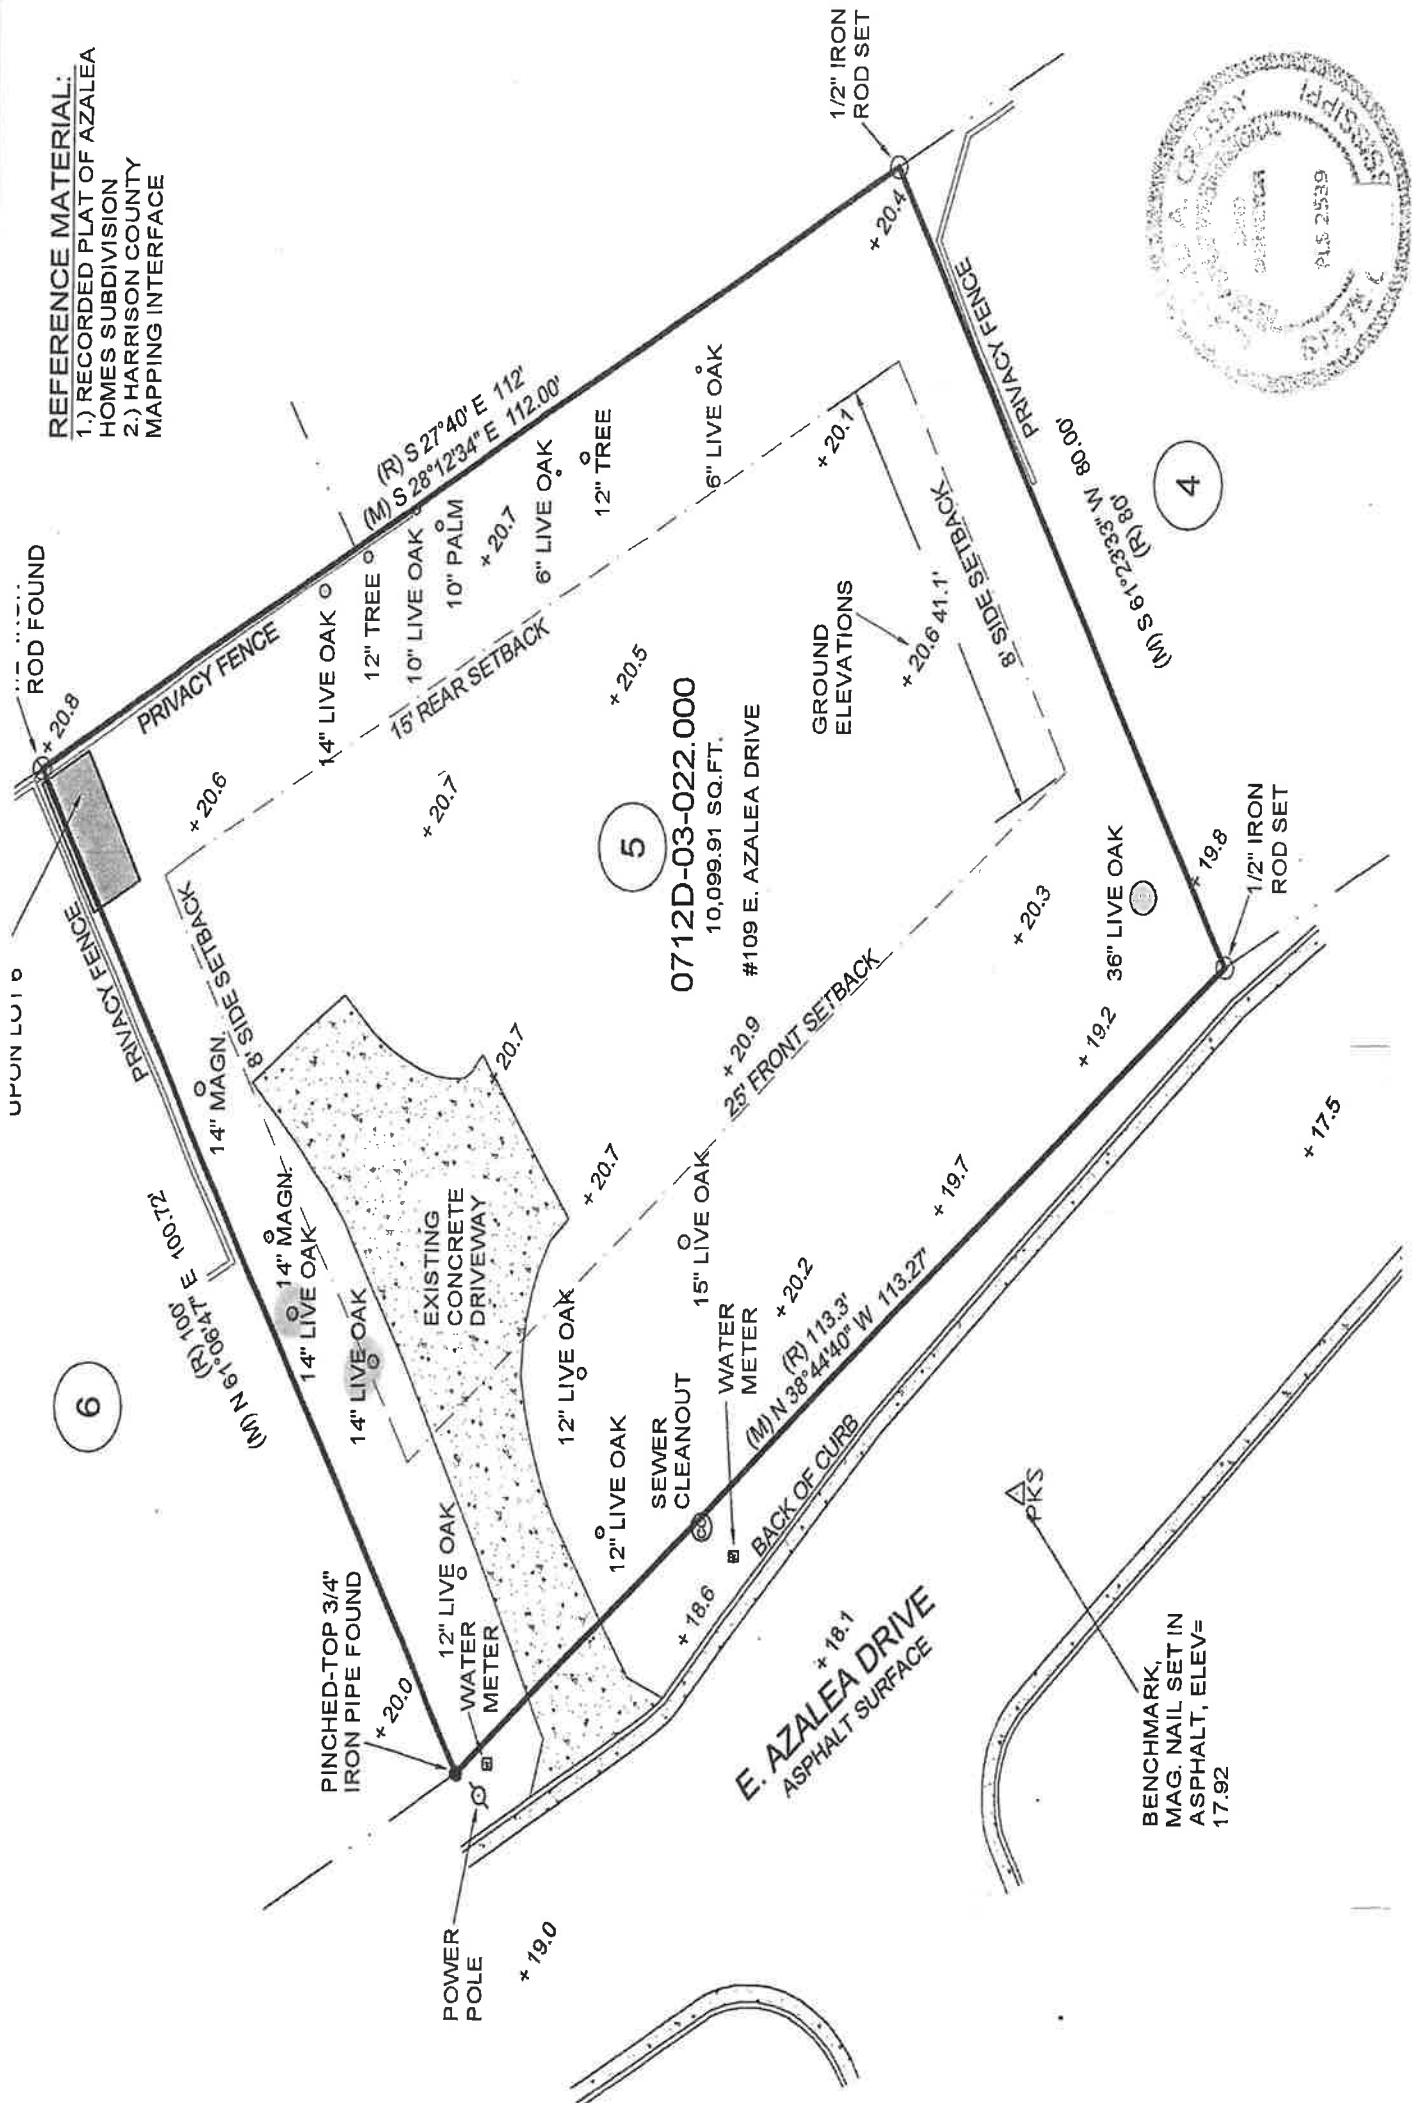 REFERENCE MATERIAL:
1.) RECORDED PLAT OF AZALEA
HOMES SUBDIVISION
2.) HARRISON COUNTY
MAPPING INTERFACE
ROD FOUND
+ 20.8
UPON LOT 6
PRIVACY FENCE
PRIVACY FENCE
(R) S 27°40' E 112'
(M) S 28°12'34" E 112.00'
1/2" IRON
ROD SET
+ 20.4
14" LIVE OAK
12" TREE
10" LIVE OAK
10" PALM
+ 20.7
6" LIVE OAK
12" TREE
6" LIVE OAK
15' REAR SETBACK
+ 20.6
+ 20.7
+ 20.5
+ 20.1
PRIVACY FENCE
8' SIDE SETBACK
41.1'
+ 20.6
GROUND
ELEVATIONS
(M) S 61°23'33" W 80.00'
(R) 80'
4
5
0712D-03-022.000
10,099.91 SQ.FT.
#109 E. AZALEA DRIVE
6
(R) 100'
(M) N 61°06'47" E 100.72'
14" MAGN.
8' SIDE SETBACK
14" MAGN.
14" LIVE OAK
14" LIVE OAK
EXISTING
CONCRETE
DRIVEWAY
+ 20.7
+ 20.7
+ 20.9
25' FRONT SETBACK
+ 20.3
36" LIVE OAK
+ 19.8
1/2" IRON
ROD SET
+ 19.2
+ 19.7
15" LIVE OAK
+ 20.2
12" LIVE OAK
12" LIVE OAK
SEWER
CLEANOUT
CO
WATER
METER
(R) 113.3'
(M) N 38°44'40" W 113.27'
BACK OF CURB
PINCHED-TOP 3/4"
IRON PIPE FOUND
+ 20.0
12" LIVE OAK
WATER
METER
+ 18.6
+ 18.1
E. AZALEA DRIVE
ASPHALT SURFACE
+ 17.5
PKS
BENCHMARK,
MAG. NAIL SET IN
ASPHALT, ELEV=
17.92
POWER
POLE
+ 19.0
A. CROSBY
MISSISSIPPI
PLS 2539